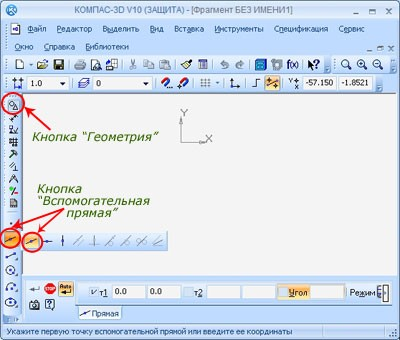 КОМПАС-3D V10 (ЗАЩИТА) - [Фрагмент БЕЗ ИМЕНИ1]
Файл Редактор Выделить Вид Вставка Инструменты Спецификация Сервис
Окно Справка Библиотеки
1.0 0 -57.150 -1.8521
Y
X
Кнопка "Геометрия"
Кнопка
"Вспомогательная
прямая"
STOP Auto т1 0.0 0.0 т2 Угол Режим
Прямая
Укажите первую точку вспомогательной прямой или введите ее координаты